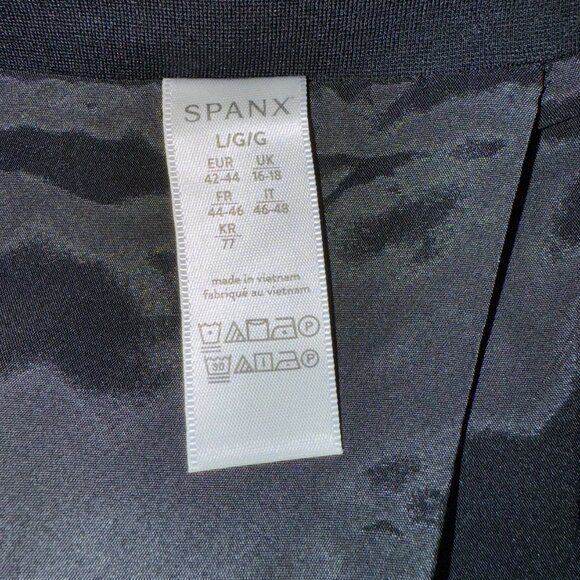 SPANX
L/G/G
EUR UK
42-44 16-18
FR IT
44-46 46-48
KR
77
made in vietnam
fabriqué au vietnam
P
30 P